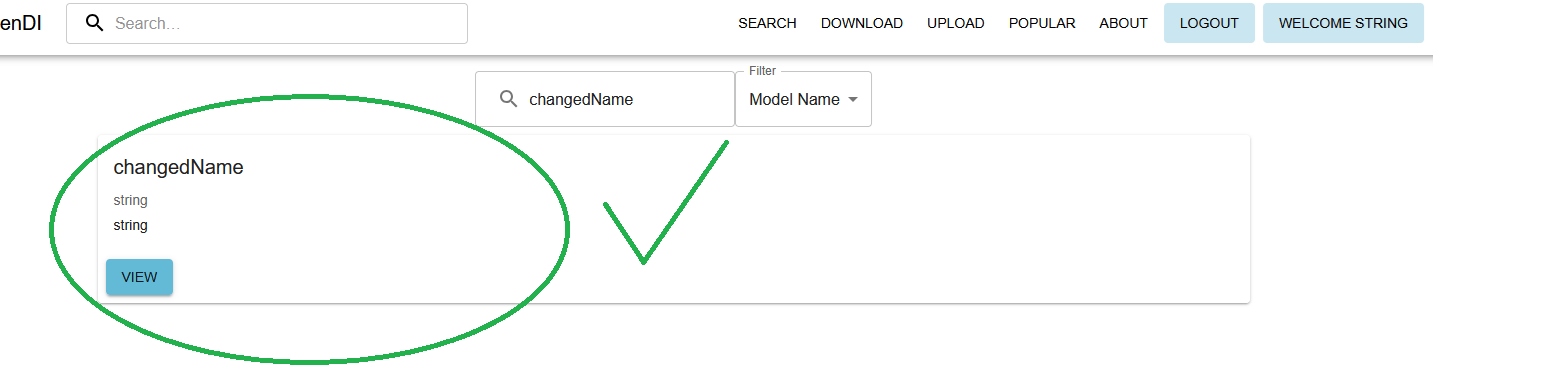 enDI
Search...
SEARCH
DOWNLOAD
UPLOAD
POPULAR
ABOUT
LOGOUT
WELCOME STRING
changedName
Filter
Model Name
changedName
string
string
VIEW